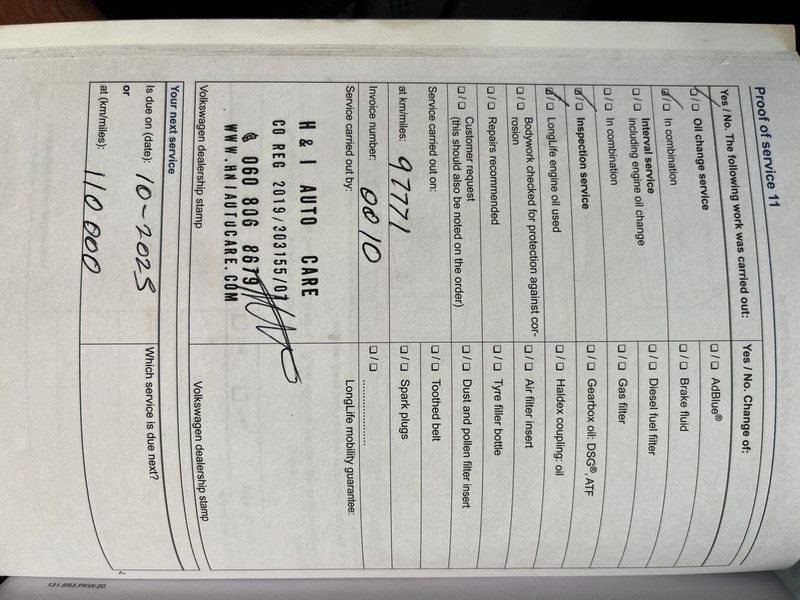 Proof of service 11
Yes / No. The following work was carried out:
☑/☐ Oil change service
☑/☐ In combination
☐/☐ Interval service
including engine oil change
☐/☐ In combination
☑/☐ Inspection service
☑/☐ LongLife engine oil used
☐/☐ Bodywork checked for protection against cor-
rosion
☐/☐ Repairs recommended
☐/☐ Customer request
(this should also be noted on the order)
Service carried out on:
at km/miles: 97771
Invoice number: 0810
Service carried out by:
H & I AUTO CARE
CO REG 2019/303155/07
060 806 8679
WWW.HNIAUTOCARE.COM
Volkswagen dealership stamp
Yes / No. Change of:
☐/☐ AdBlue®
☐/☐ Brake fluid
☐/☐ Diesel fuel filter
☐/☐ Gas filter
☐/☐ Gearbox oil: DSG®, ATF
☐/☐ Haldex coupling: oil
☐/☐ Air filter insert
☐/☐ Tyre filler bottle
☐/☐ Dust and pollen filter insert
☐/☐ Toothed belt
☐/☐ Spark plugs
☐/☐ ....................
LongLife mobility guarantee:
Volkswagen dealership stamp
Your next service
Is due on (date): 10-2025
or
at (km/miles): 110 000
Which service is due next?
131.5R3.PKW.20